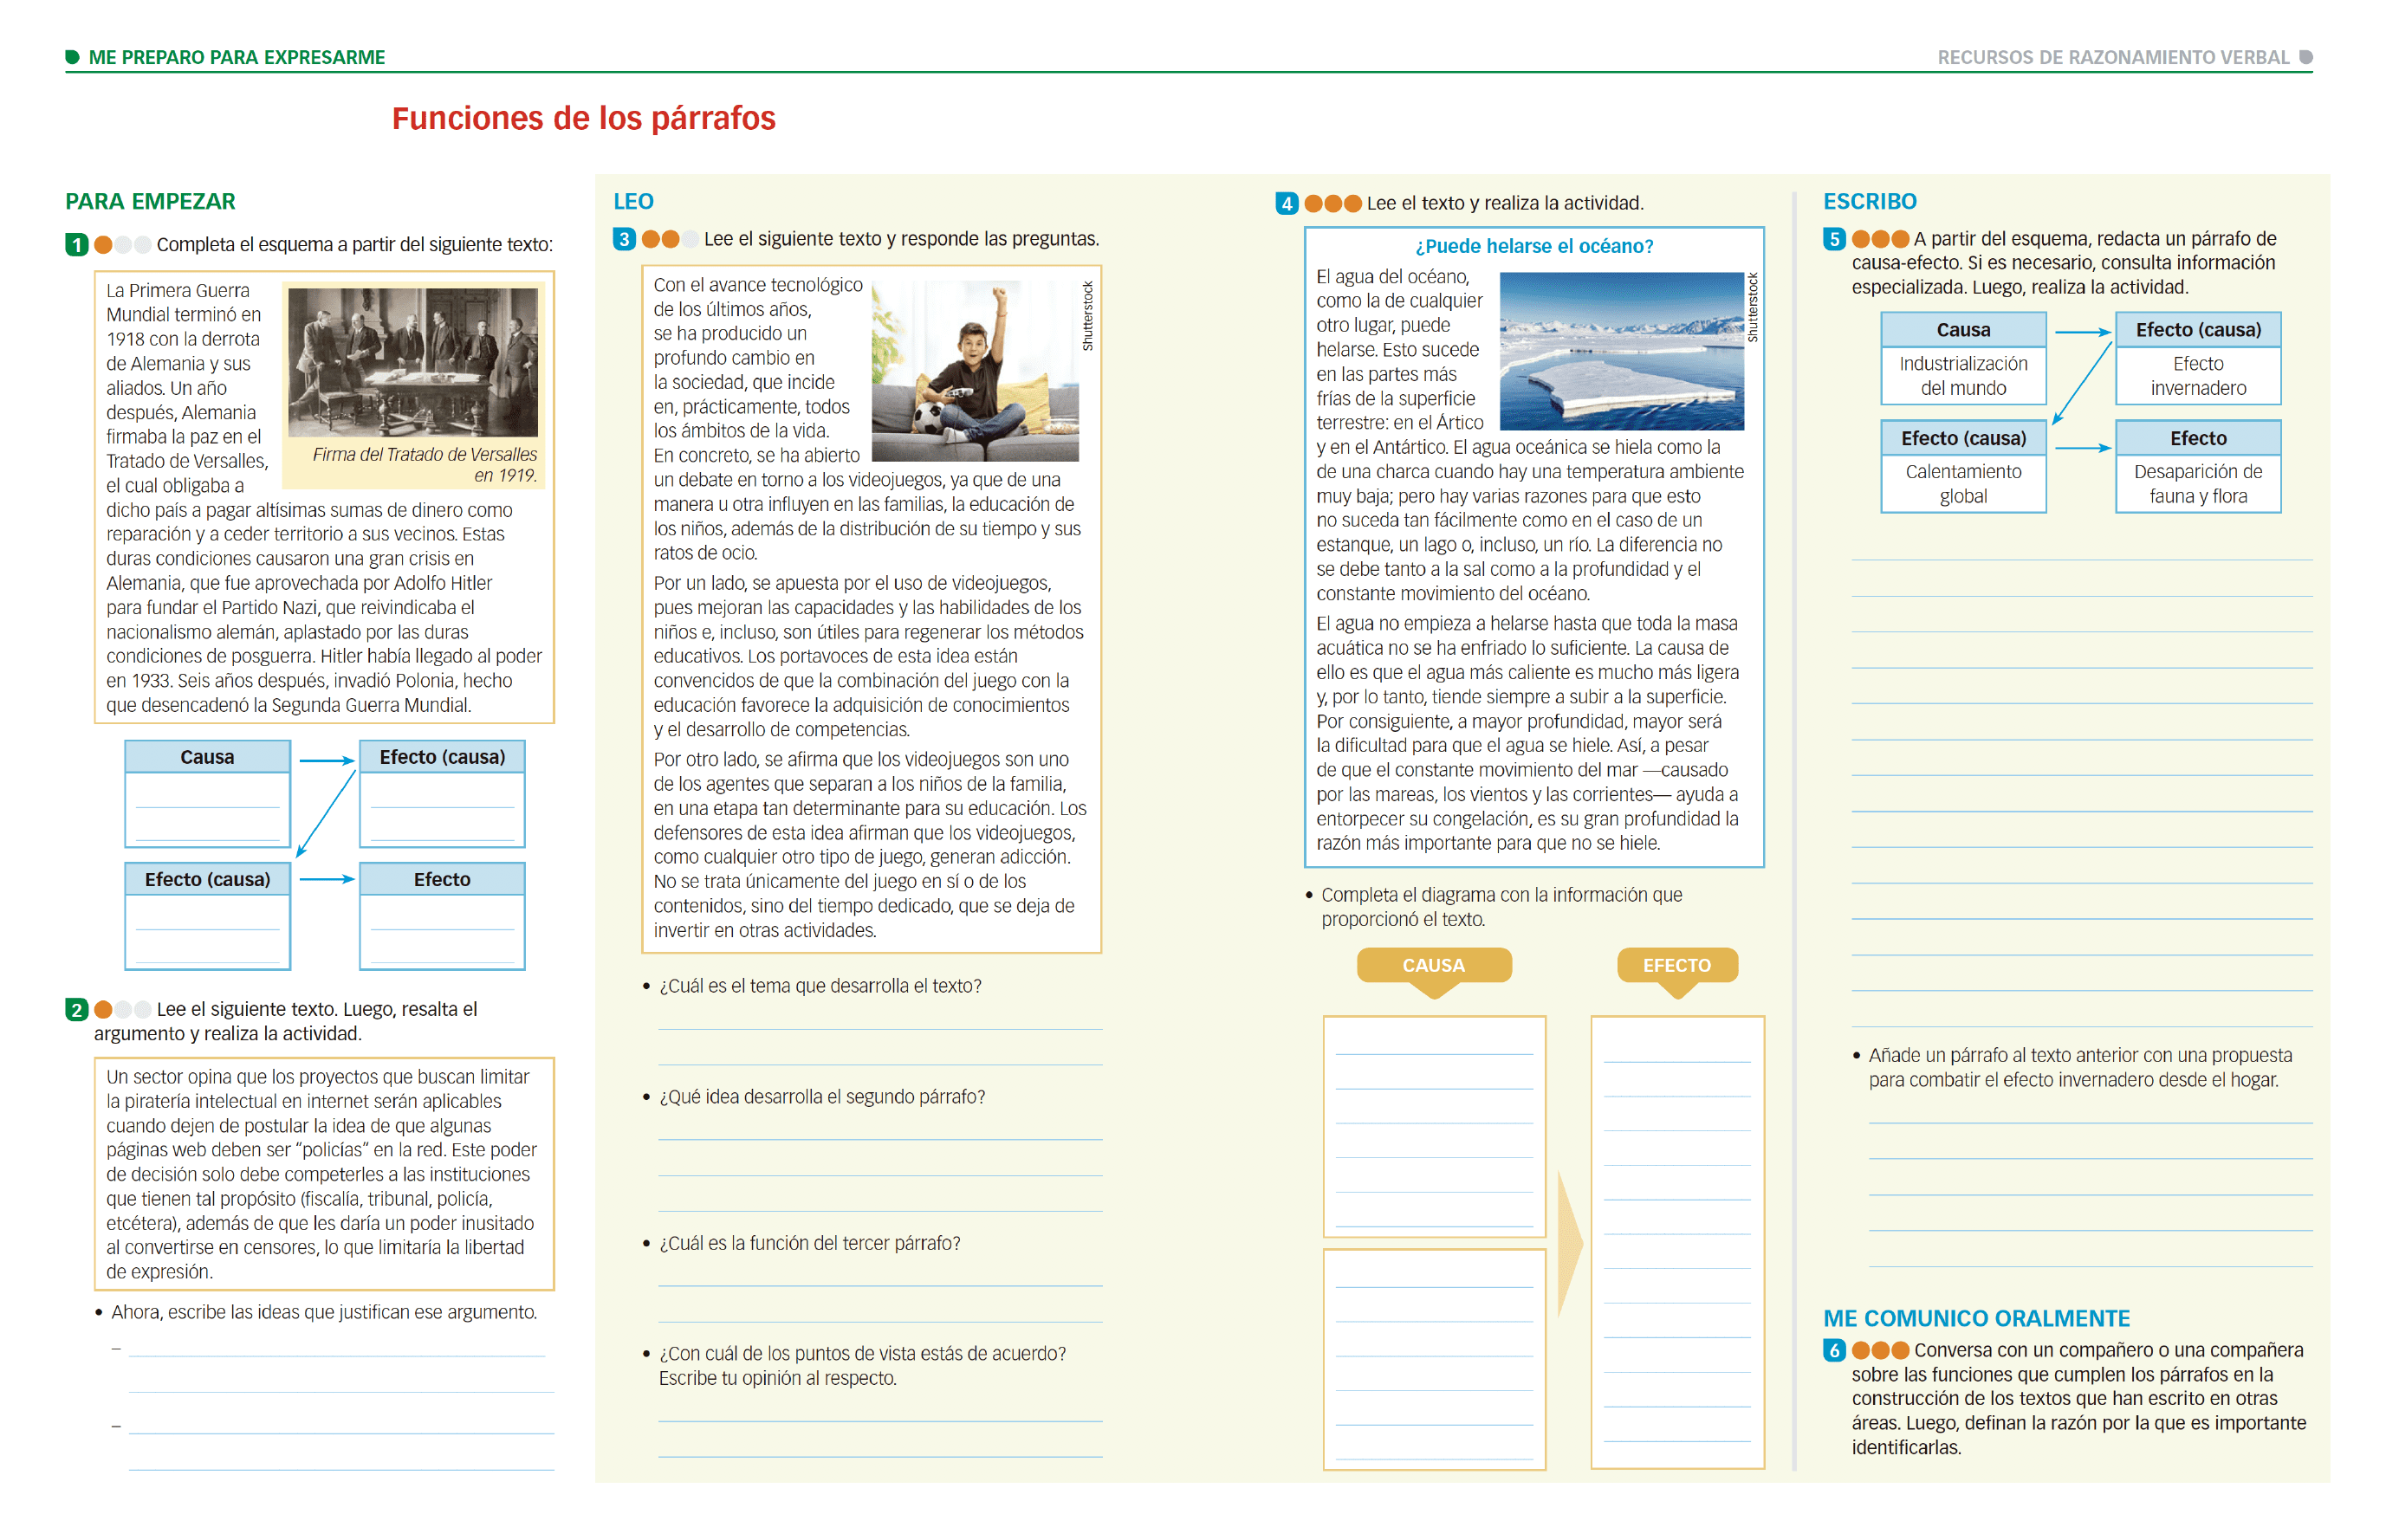 ME PREPARO PARA EXPRESARME
RECURSOS DE RAZONAMIENTO VERBAL
Funciones de los párrafos
PARA EMPEZAR
1 Completa el esquema a partir del siguiente texto:
La Primera Guerra
Mundial terminó en
1918 con la derrota
de Alemania y sus
aliados. Un año
después, Alemania
firmaba la paz en el
Tratado de Versalles,
el cual obligaba a
dicho país a pagar altísimas sumas de dinero como
reparación y a ceder territorio a sus vecinos. Estas
duras condiciones causaron una gran crisis en
Alemania, que fue aprovechada por Adolfo Hitler
para fundar el Partido Nazi, que reivindicaba el
nacionalismo alemán, aplastado por las duras
condiciones de posguerra. Hitler había llegado al poder
en 1933. Seis años después, invadió Polonia, hecho
que desencadenó la Segunda Guerra Mundial.
Firma del Tratado de Versalles
en 1919.
Causa
Efecto (causa)
Efecto (causa)
Efecto
2 Lee el siguiente texto. Luego, resalta el
argumento y realiza la actividad.
Un sector opina que los proyectos que buscan limitar
la piratería intelectual en internet serán aplicables
cuando dejen de postular la idea de que algunas
páginas web deben ser “policías” en la red. Este poder
de decisión solo debe competerles a las instituciones
que tienen tal propósito (fiscalía, tribunal, policía,
etcétera), además de que les daría un poder inusitado
al convertirse en censores, lo que limitaría la libertad
de expresión.
• Ahora, escribe las ideas que justifican ese argumento.
–
–
LEO
3 Lee el siguiente texto y responde las preguntas.
Con el avance tecnológico
de los últimos años,
se ha producido un
profundo cambio en
la sociedad, que incide
en, prácticamente, todos
los ámbitos de la vida.
En concreto, se ha abierto
un debate en torno a los videojuegos, ya que de una
manera u otra influyen en las familias, la educación de
los niños, además de la distribución de su tiempo y sus
ratos de ocio.
Shutterstock
Por un lado, se apuesta por el uso de videojuegos,
pues mejoran las capacidades y las habilidades de los
niños e, incluso, son útiles para regenerar los métodos
educativos. Los portavoces de esta idea están
convencidos de que la combinación del juego con la
educación favorece la adquisición de conocimientos
y el desarrollo de competencias.
Por otro lado, se afirma que los videojuegos son uno
de los agentes que separan a los niños de la familia,
en una etapa tan determinante para su educación. Los
defensores de esta idea afirman que los videojuegos,
como cualquier otro tipo de juego, generan adicción.
No se trata únicamente del juego en sí o de los
contenidos, sino del tiempo dedicado, que se deja de
invertir en otras actividades.
• ¿Cuál es el tema que desarrolla el texto?
• ¿Qué idea desarrolla el segundo párrafo?
• ¿Cuál es la función del tercer párrafo?
• ¿Con cuál de los puntos de vista estás de acuerdo?
Escribe tu opinión al respecto.
4 Lee el texto y realiza la actividad.
¿Puede helarse el océano?
El agua del océano,
como la de cualquier
otro lugar, puede
helarse. Esto sucede
en las partes más
frías de la superficie
terrestre: en el Ártico
y en el Antártico. El agua oceánica se hiela como la
de una charca cuando hay una temperatura ambiente
muy baja; pero hay varias razones para que esto
no suceda tan fácilmente como en el caso de un
estanque, un lago o, incluso, un río. La diferencia no
se debe tanto a la sal como a la profundidad y el
constante movimiento del océano.
Shutterstock
El agua no empieza a helarse hasta que toda la masa
acuática no se ha enfriado lo suficiente. La causa de
ello es que el agua más caliente es mucho más ligera
y, por lo tanto, tiende siempre a subir a la superficie.
Por consiguiente, a mayor profundidad, mayor será
la dificultad para que el agua se hiele. Así, a pesar
de que el constante movimiento del mar —causado
por las mareas, los vientos y las corrientes— ayuda a
entorpecer su congelación, es su gran profundidad la
razón más importante para que no se hiele.
• Completa el diagrama con la información que
proporcionó el texto.
CAUSA
EFECTO
ESCRIBO
5 A partir del esquema, redacta un párrafo de
causa-efecto. Si es necesario, consulta información
especializada. Luego, realiza la actividad.
Causa
Industrialización
del mundo
Efecto (causa)
Efecto
invernadero
Efecto (causa)
Calentamiento
global
Efecto
Desaparición de
fauna y flora
• Añade un párrafo al texto anterior con una propuesta
para combatir el efecto invernadero desde el hogar.
ME COMUNICO ORALMENTE
6 Conversa con un compañero o una compañera
sobre las funciones que cumplen los párrafos en la
construcción de los textos que han escrito en otras
áreas. Luego, definan la razón por la que es importante
identificarlas.